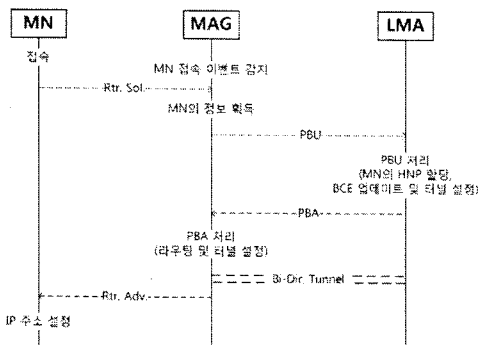 MN
MAG
LMA
접속
MN 접속 이벤트 감지
Rtr. Sol.
MN의 정보 획득
PBU
PBU 처리
(MN의 HNP 할당,
BCE 업데이트 및 터널 설정)
PBA
PBA 처리
(라우팅 및 터널 설정)
Bi-Dir. Tunnel
Rtr. Adv.
IP 주소 설정